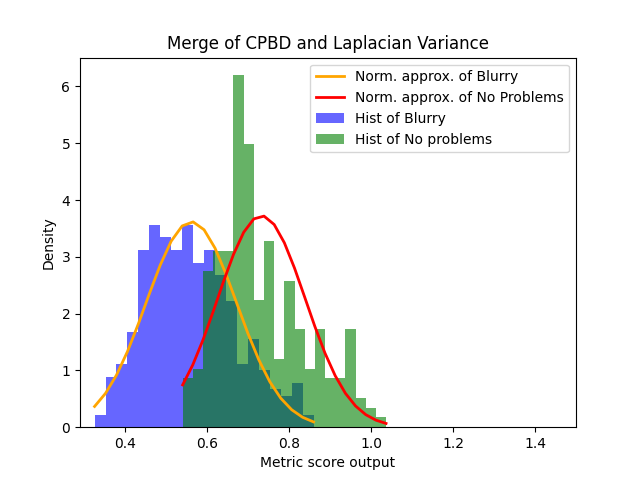 Merge of CPBD and Laplacian Variance
Norm. approx. of Blurry
Norm. approx. of No Problems
Hist of Blurry
Hist of No problems
Density
6
5
4
3
2
1
0
0.4 0.6 0.8 1.0 1.2 1.4
Metric score output